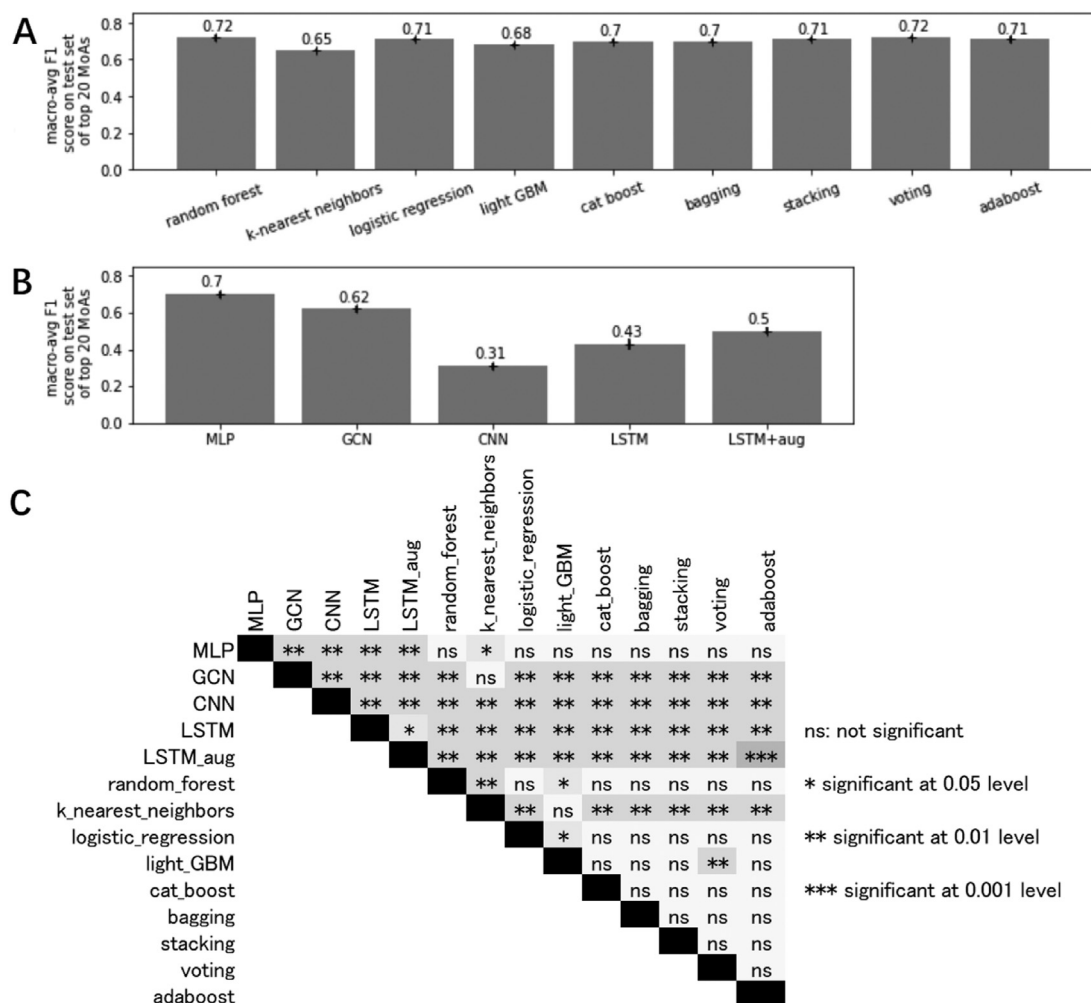 A
macro-avg F1
score on test set
of top 20 MoAs
0.8
0.6
0.4
0.2
0.0
0.72
0.65
0.71
0.68
0.7
0.7
0.71
0.72
0.71
random forest
k-nearest neighbors
logistic regression
light GBM
cat boost
bagging
stacking
voting
adaboost
B
macro-avg F1
score on test set
of top 20 MoAs
0.8
0.6
0.4
0.2
0.0
0.7
0.62
0.31
0.43
0.5
MLP
GCN
CNN
LSTM
LSTM+aug
C
MLP
GCN
CNN
LSTM
LSTM_aug
random_forest
k_nearest_neighbors
logistic_regression
light_GBM
cat_boost
bagging
stacking
voting
adaboost
MLP ** ** ** ** ns * ns ns ns ns ns ns ns
GCN ** ** ** ** ns ** ** ** ** ** ** **
CNN ** ** ** ** ** ** ** ** ** ** **
LSTM * ** ** ** ** ** ** ** ** **
LSTM_aug ** ** ** ** ** ** ** ** ***
random_forest ** ns * ns ns ns ns ns
k_nearest_neighbors ** ns ** ** ** ** **
logistic_regression * ns ns ns ns ns
light_GBM ns ns ns ** ns
cat_boost ns ns ns ns
bagging ns ns ns
stacking ns ns
voting ns
adaboost
ns: not significant
* significant at 0.05 level
** significant at 0.01 level
*** significant at 0.001 level